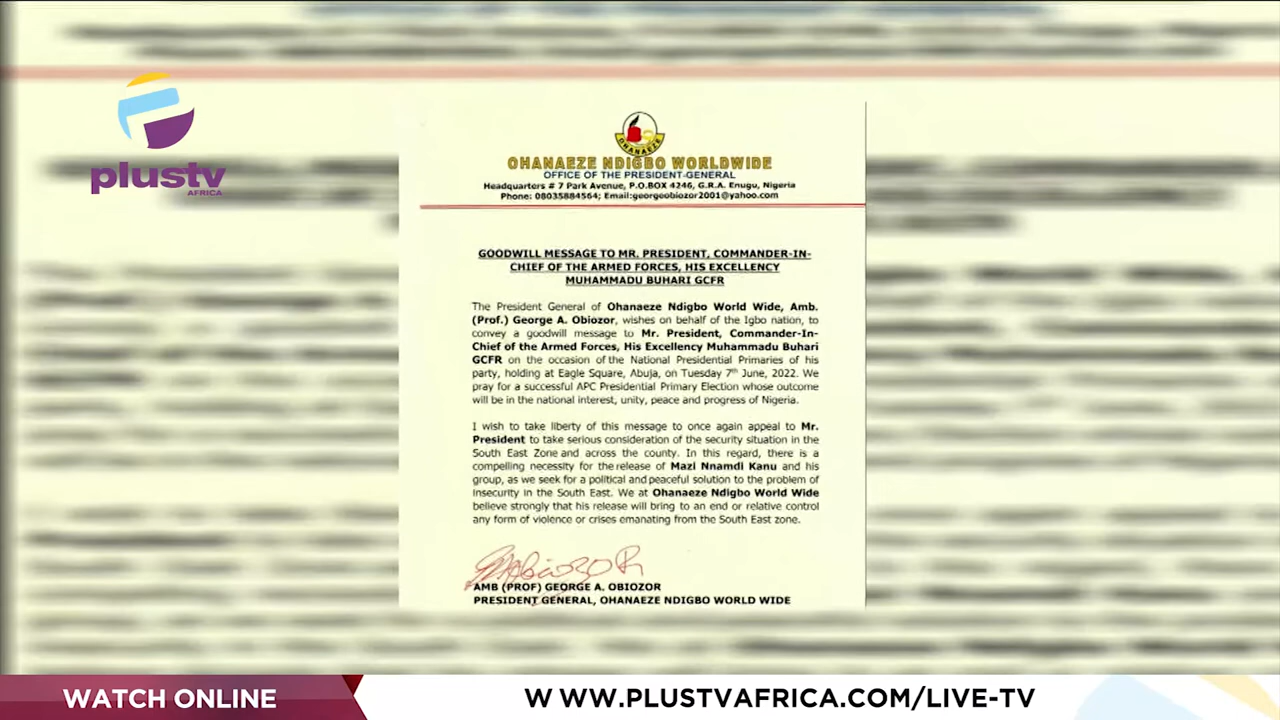 plustv
AFRICA
OHANAEZE
OHANAEZE NDIGBO WORLDWIDE
OFFICE OF THE PRESIDENT-GENERAL
Headquarters # 7 Park Avenue, P.O.BOX 4246, G.R.A. Enugu, Nigeria
Phone: 08035884564; Email:georgeobiozor2001@yahoo.com
GOODWILL MESSAGE TO MR. PRESIDENT, COMMANDER-IN-
CHIEF OF THE ARMED FORCES, HIS EXCELLENCY
MUHAMMADU BUHARI GCFR
The President General of Ohanaeze Ndigbo World Wide, Amb.
(Prof.) George A. Obiozor, wishes on behalf of the Igbo nation, to
convey a goodwill message to Mr. President, Commander-In-
Chief of the Armed Forces, His Excellency Muhammadu Buhari
GCFR on the occasion of the National Presidential Primaries of his
party, holding at Eagle Square, Abuja, on Tuesday 7th June, 2022. We
pray for a successful APC Presidential Primary Election whose outcome
will be in the national interest, unity, peace and progress of Nigeria.
I wish to take liberty of this message to once again appeal to Mr.
President to take serious consideration of the security situation in the
South East Zone and across the county. In this regard, there is a
compelling necessity for the release of Mazi Nnamdi Kanu and his
group, as we seek for a political and peaceful solution to the problem of
insecurity in the South East. We at Ohanaeze Ndigbo World Wide
believe strongly that his release will bring to an end or relative control
any form of violence or crises emanating from the South East zone.
AMB (PROF) GEORGE A. OBIOZOR
PRESIDENT GENERAL, OHANAEZE NDIGBO WORLD WIDE
WATCH ONLINE
WWW.PLUSTVAFRICA.COM/LIVE-TV